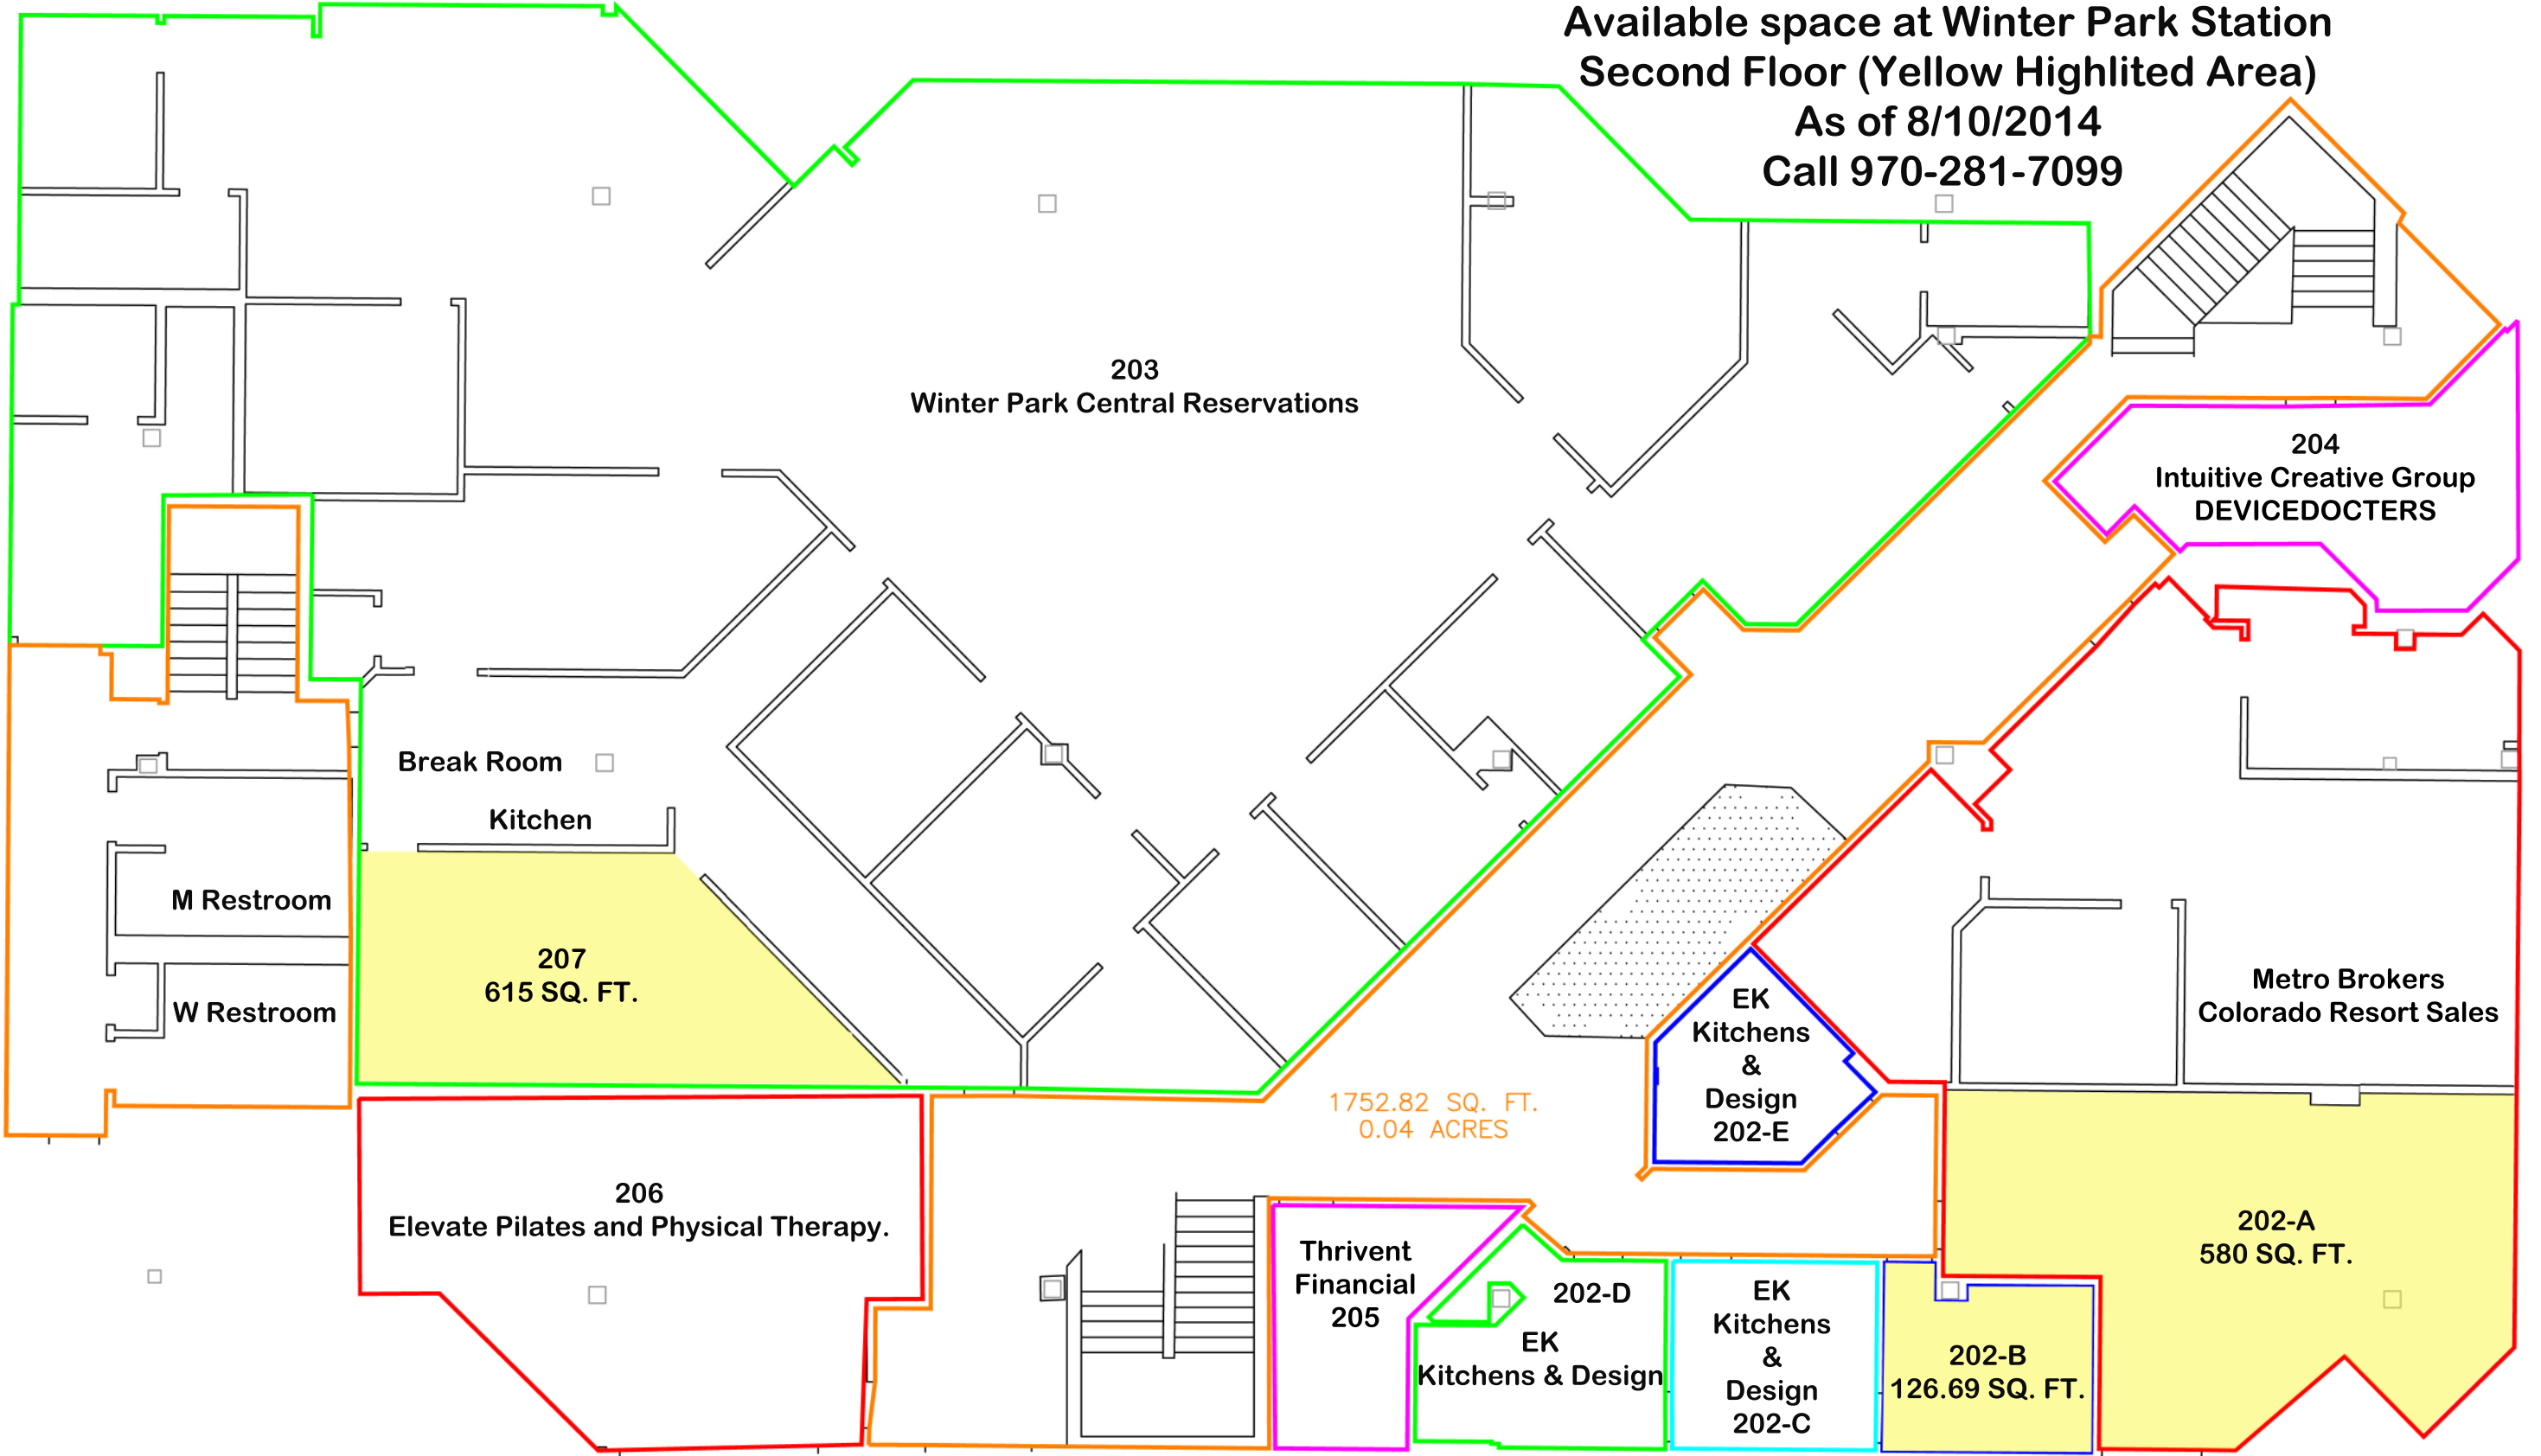 Available space at Winter Park Station
Second Floor (Yellow Highlited Area)
As of 8/10/2014
Call 970-281-7099
203
Winter Park Central Reservations
204
Intuitive Creative Group
DEVICEDOCTERS
Break Room
Kitchen
M Restroom
W Restroom
207
615 SQ. FT.
Metro Brokers
Colorado Resort Sales
EK
Kitchens
&
Design
202-E
1752.82 SQ. FT.
0.04 ACRES
206
Elevate Pilates and Physical Therapy.
202-A
580 SQ. FT.
Thrivent
Financial
205
202-D
EK
Kitchens & Design
EK
Kitchens
&
Design
202-C
202-B
126.69 SQ. FT.